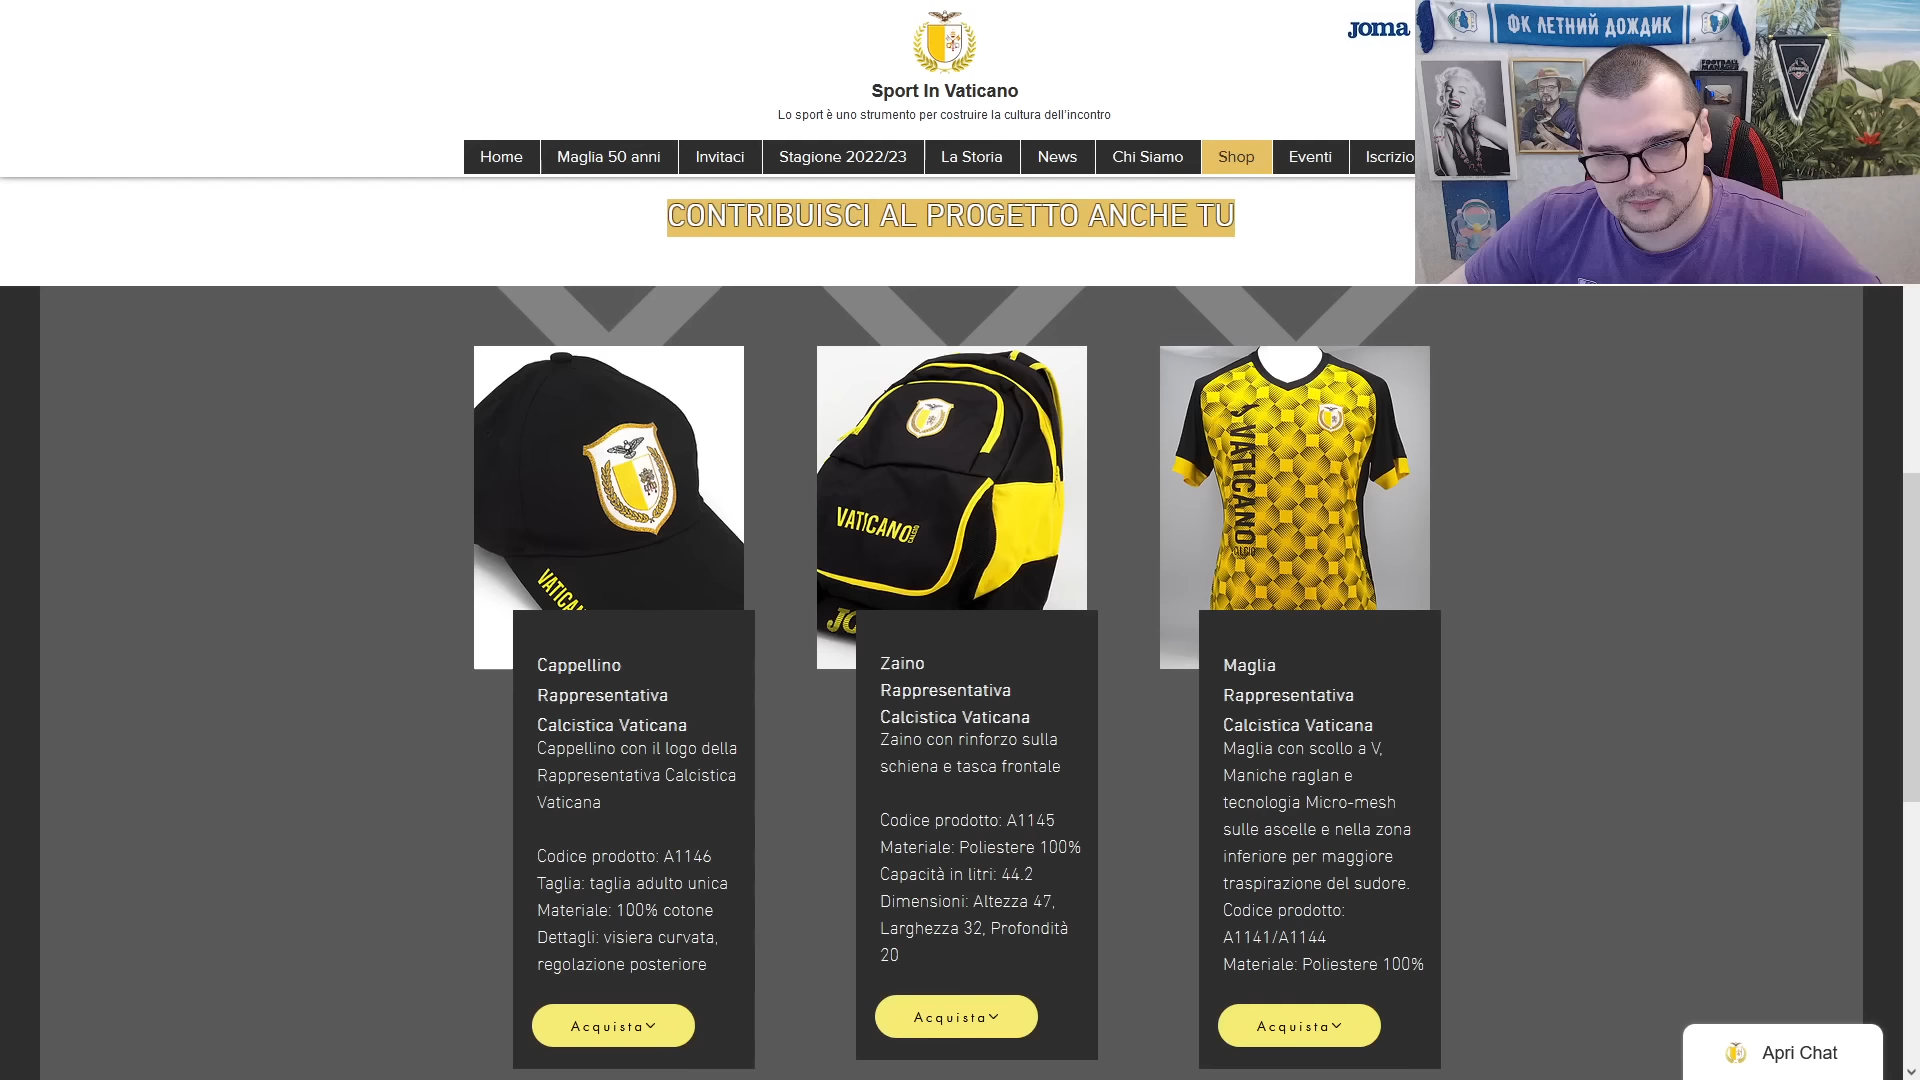 Sport In Vaticano
Lo sport è uno strumento per costruire la cultura dell'incontro
Joma
ФК ЛЕТНИЙ ДОЖДИК
FOOTBALL
MANAGER
Home
Maglia 50 anni
Invitaci
Stagione 2022/23
La Storia
News
Chi Siamo
Shop
Eventi
Iscrizio
CONTRIBUISCI AL PROGETTO ANCHE TU
VATICA
VATICANO
CALCIO
JO
VATICANO
CALCIO
Cappellino
Rappresentativa
Calcistica Vaticana
Cappellino con il logo della
Rappresentativa Calcistica
Vaticana
Codice prodotto: A1146
Taglia: taglia adulto unica
Materiale: 100% cotone
Dettagli: visiera curvata,
regolazione posteriore
Acquista
Zaino
Rappresentativa
Calcistica Vaticana
Zaino con rinforzo sulla
schiena e tasca frontale
Codice prodotto: A1145
Materiale: Poliestere 100%
Capacità in litri: 44.2
Dimensioni: Altezza 47,
Larghezza 32, Profondità
20
Acquista
Maglia
Rappresentativa
Calcistica Vaticana
Maglia con scollo a V,
Maniche raglan e
tecnologia Micro-mesh
sulle ascelle e nella zona
inferiore per maggiore
traspirazione del sudore.
Codice prodotto:
A1141/A1144
Materiale: Poliestere 100%
Acquista
Apri Chat